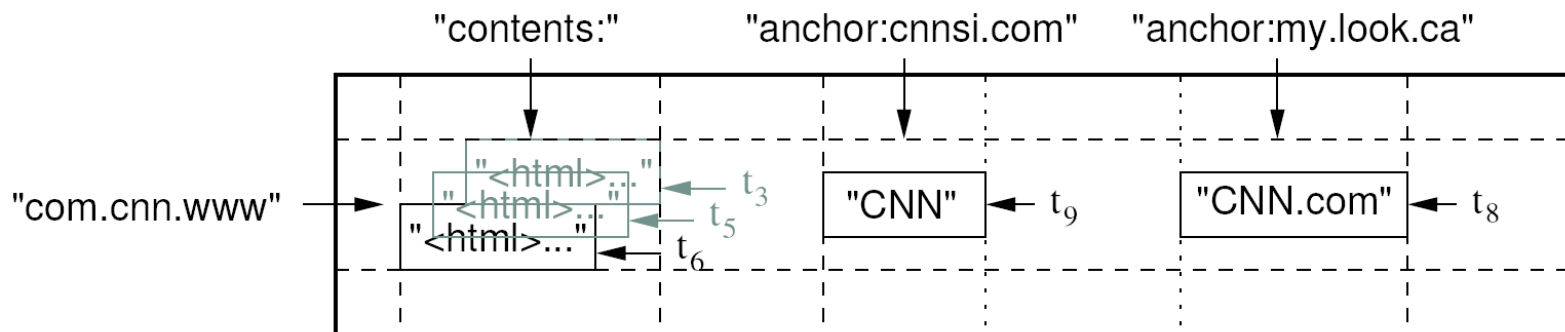 "contents:" "anchor:cnnsi.com" "anchor:my.look.ca"
"<html>..." t3
"com.cnn.www" "<html>..." t5 "CNN" t9 "CNN.com" t8
"<html>..." t6